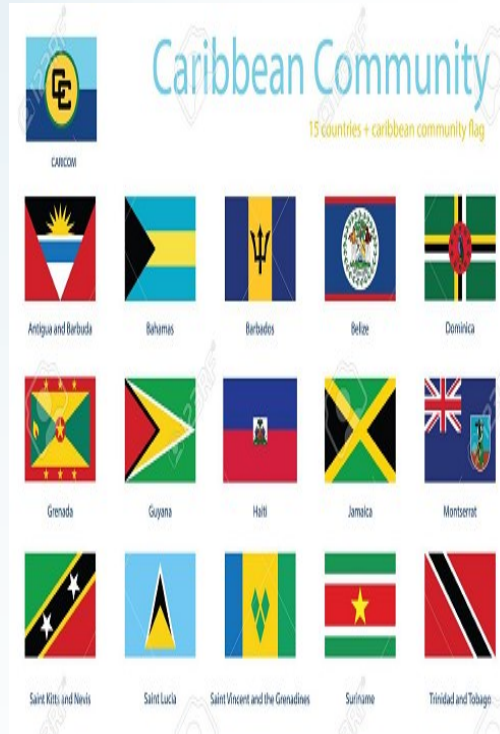 Caribbean Community
15 countries + caribbean community flag
CARICOM
Antigua and Barbuda
Bahamas
Barbados
Belize
Dominica
Grenada
Guyana
Haiti
Jamaica
Montserrat
Saint Kitts and Nevis
Saint Lucia
Saint Vincent and the Grenadines
Suriname
Trinidad and Tobago